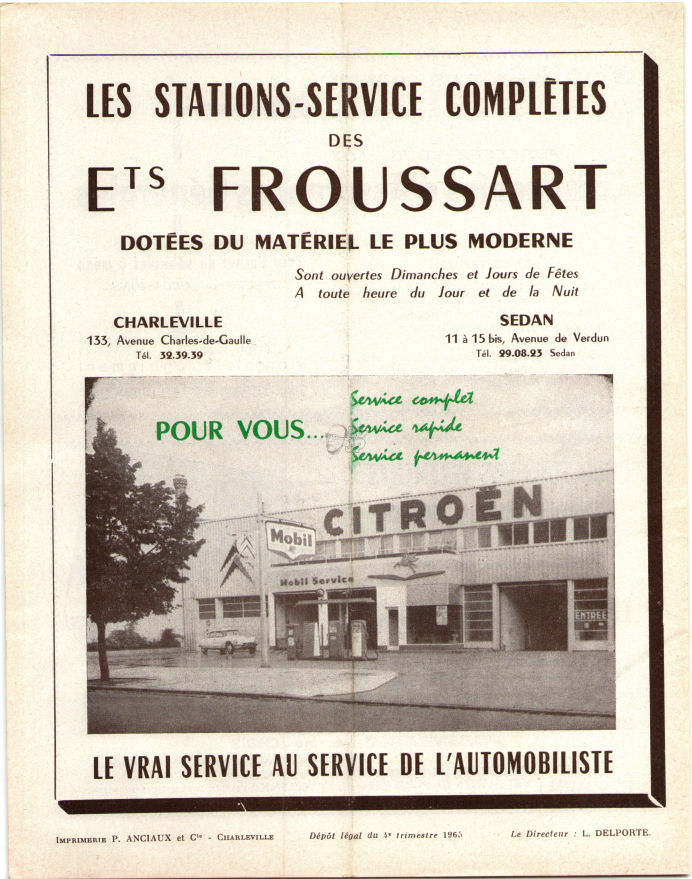 LES STATIONS-SERVICE COMPLÈTES
DES
ETS FROUSSART
DOTÉES DU MATÉRIEL LE PLUS MODERNE
Sont ouvertes Dimanches et Jours de Fêtes
A toute heure du Jour et de la Nuit
CHARLEVILLE
133, Avenue Charles-de-Gaulle
Tél. 32.39.39
SEDAN
11 à 15 bis, Avenue de Verdun
Tél. 29.08.23 Sedan
POUR VOUS...
Service complet
Service rapide
Service permanent
CITROËN
Mobil
Mobil Service
ENTREE
LE VRAI SERVICE AU SERVICE DE L'AUTOMOBILISTE
IMPRIMERIE P. ANCIAUX et Cie - CHARLEVILLE
Dépôt légal du 4e trimestre 1965
Le Directeur : L. DELPORTE.